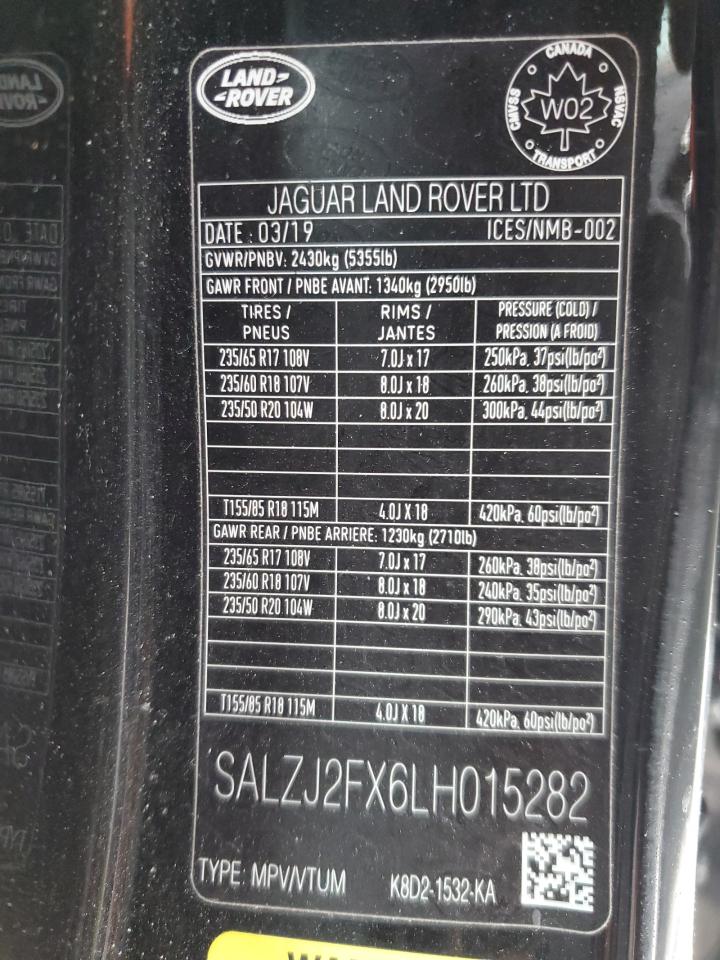 LAND-
-ROVER
CANADA
CMVSS
NSVAC
W02
TRANSPORT
JAGUAR LAND ROVER LTD
DATE : 03/19 ICES/NMB-002
GVWR/PNBV: 2430kg (5355lb)
GAWR FRONT / PNBE AVANT: 1340kg (2950lb)
TIRES / RIMS / PRESSURE (COLD) /
PNEUS JANTES PRESSION (A FROID)
235/65 R17 108V 7.0J x 17 250kPa, 37psi(lb/po²)
235/60 R18 107V 8.0J x 18 260kPa, 38psi(lb/po²)
235/50 R20 104W 8.0J x 20 300kPa, 44psi(lb/po²)
T155/85 R18 115M 4.0J X 18 420kPa, 60psi(lb/po²)
GAWR REAR / PNBE ARRIERE: 1230kg (2710lb)
235/65 R17 108V 7.0J x 17 260kPa, 38psi(lb/po²)
235/60 R18 107V 8.0J x 18 240kPa, 35psi(lb/po²)
235/50 R20 104W 8.0J x 20 290kPa, 43psi(lb/po²)
T155/85 R18 115M 4.0J X 18 420kPa, 60psi(lb/po²)
SALZJ2FX6LH015282
TYPE: MPV/VTUM K8D2-1532-KA